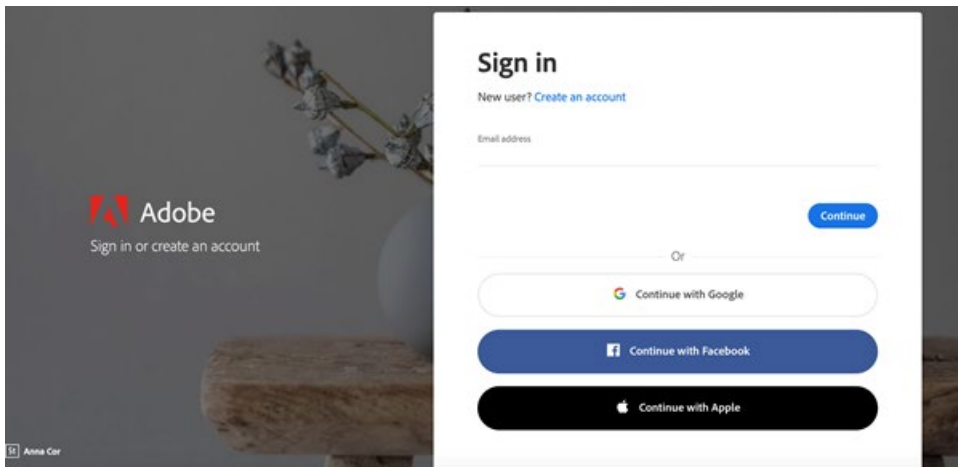 Adobe
Sign in or create an account
St Anna Cor
Sign in
New user? Create an account
Email address
Continue
Or
Continue with Google
Continue with Facebook
Continue with Apple